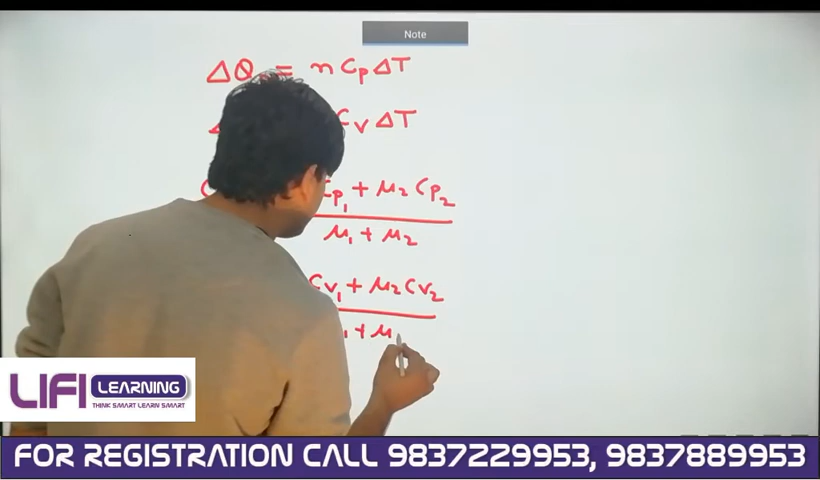 Note
ΔQ = nCpΔT
CvΔT
Cp₁ + μ₂Cp₂
μ₁ + μ₂
Cv₁ + μ₂Cv₂
₁ + μ
LIFI LEARNING
THINK SMART LEARN SMART
FOR REGISTRATION CALL 9837229953, 9837889953